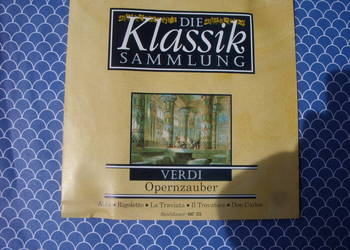 DIE
Klassik
SAMMLUNG
VERDI
Opernzauber
Aida • Rigoletto • La Traviata • Il Trovatore • Don Carlos